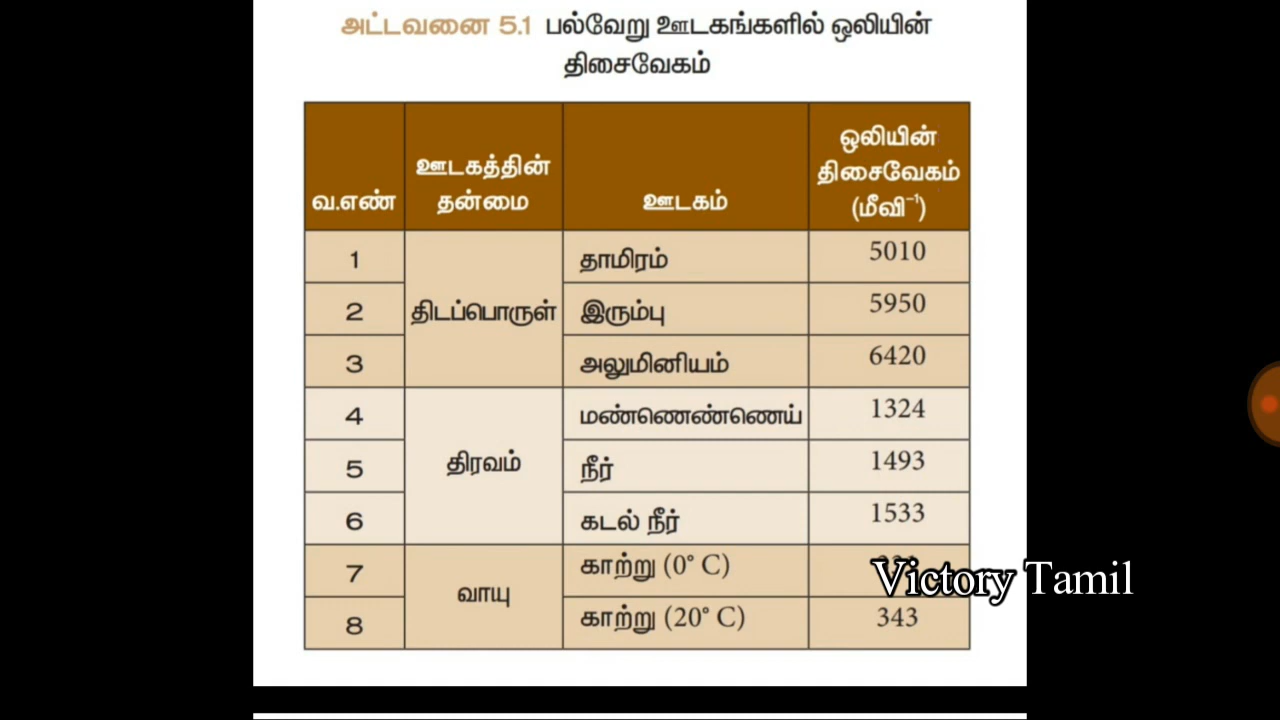 அட்டவனை 5.1 பல்வேறு ஊடகங்களில் ஒலியின்
திசைவேகம்
வ.எண் ஊடகத்தின் தன்மை ஊடகம் ஒலியின் திசைவேகம் (மீவி⁻¹)
1 திடப்பொருள் தாமிரம் 5010
2 இரும்பு 5950
3 அலுமினியம் 6420
4 திரவம் மண்ணெண்ணெய் 1324
5 நீர் 1493
6 கடல் நீர் 1533
7 வாயு காற்று (0° C)
Victory Tamil
8 காற்று (20° C) 343